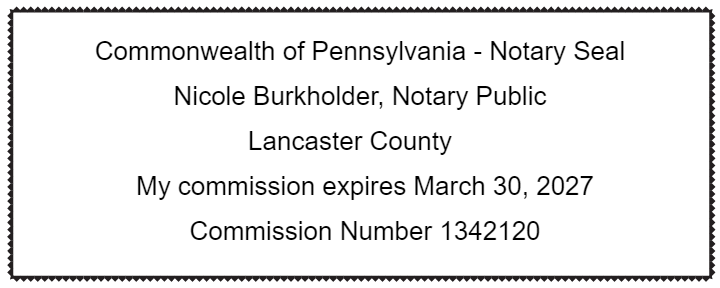 Commonwealth of Pennsylvania - Notary Seal
Nicole Burkholder, Notary Public
Lancaster County
My commission expires March 30, 2027
Commission Number 1342120